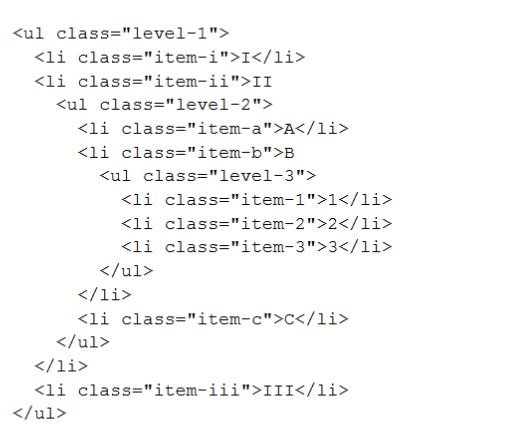 <ul class="level-1">
  <li class="item-i">I</li>
  <li class="item-ii">II
    <ul class="level-2">
      <li class="item-a">A</li>
      <li class="item-b">B
        <ul class="level-3">
          <li class="item-1">1</li>
          <li class="item-2">2</li>
          <li class="item-3">3</li>
        </ul>
      </li>
      <li class="item-c">C</li>
    </ul>
  </li>
  <li class="item-iii">III</li>
</ul>